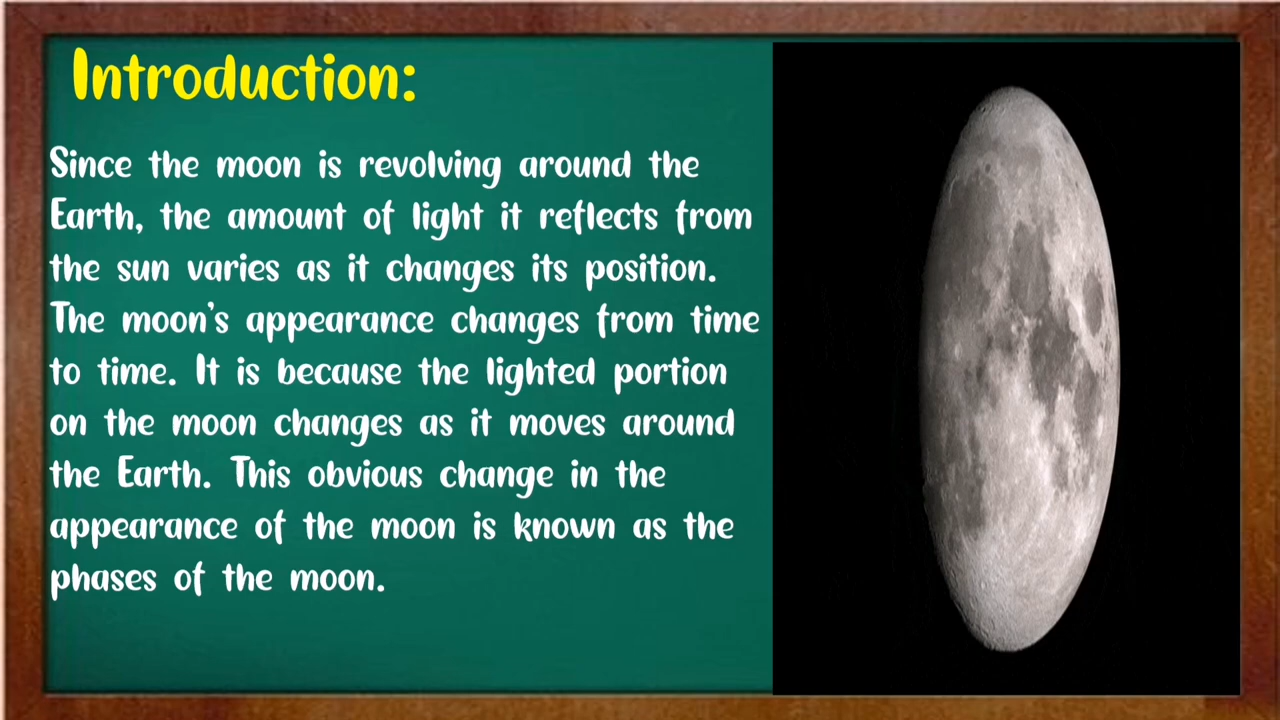 Introduction:
Since the moon is revolving around the
Earth, the amount of light it reflects from
the sun varies as it changes its position.
The moon's appearance changes from time
to time. It is because the lighted portion
on the moon changes as it moves around
the Earth. This obvious change in the
appearance of the moon is known as the
phases of the moon.